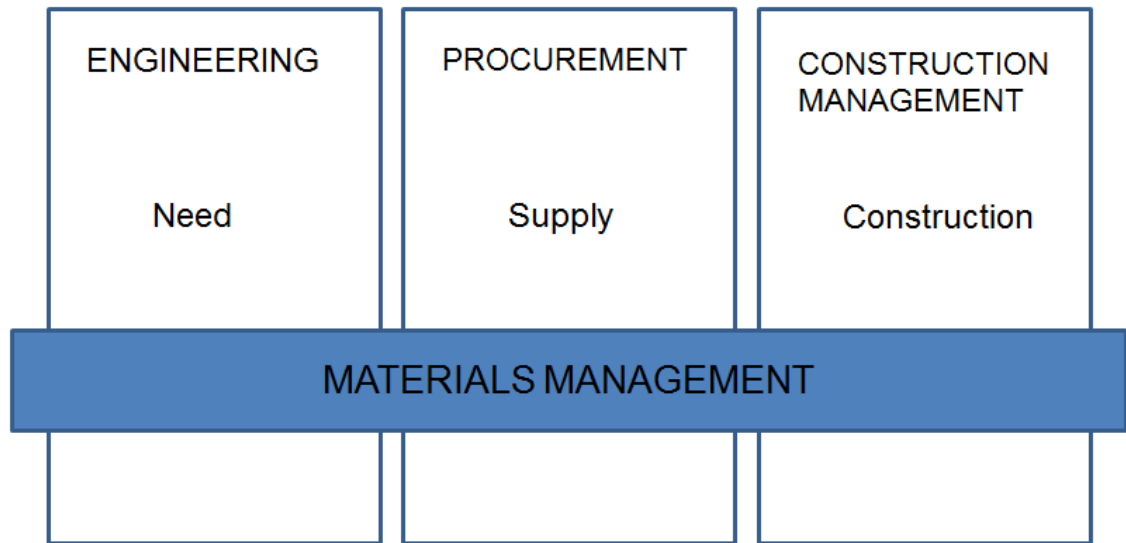 ENGINEERING
Need
PROCUREMENT
Supply
CONSTRUCTION
MANAGEMENT
Construction
MATERIALS MANAGEMENT